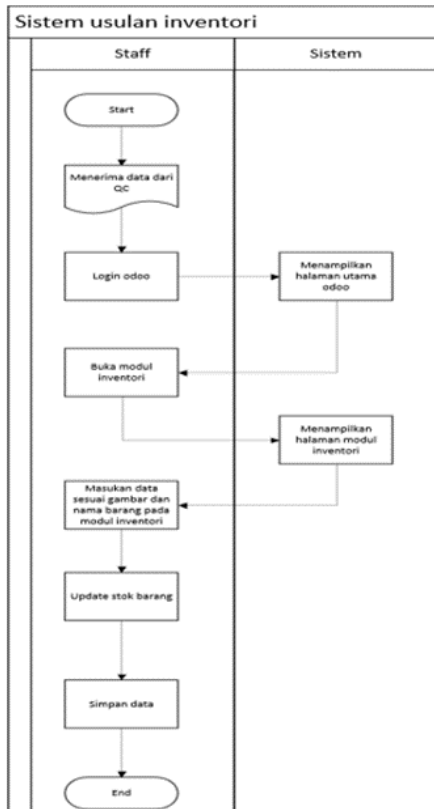 Sistem usulan inventori
Staff
Sistem
Start
Menerima data dari
QC
Login odoo
Menampilkan
halaman utama
odoo
Buka modul
inventori
Menampilkan
halaman modul
inventori
Masukan data
sesuai gambar dan
nama barang pada
modul inventori
Update stok barang
Simpan data
End